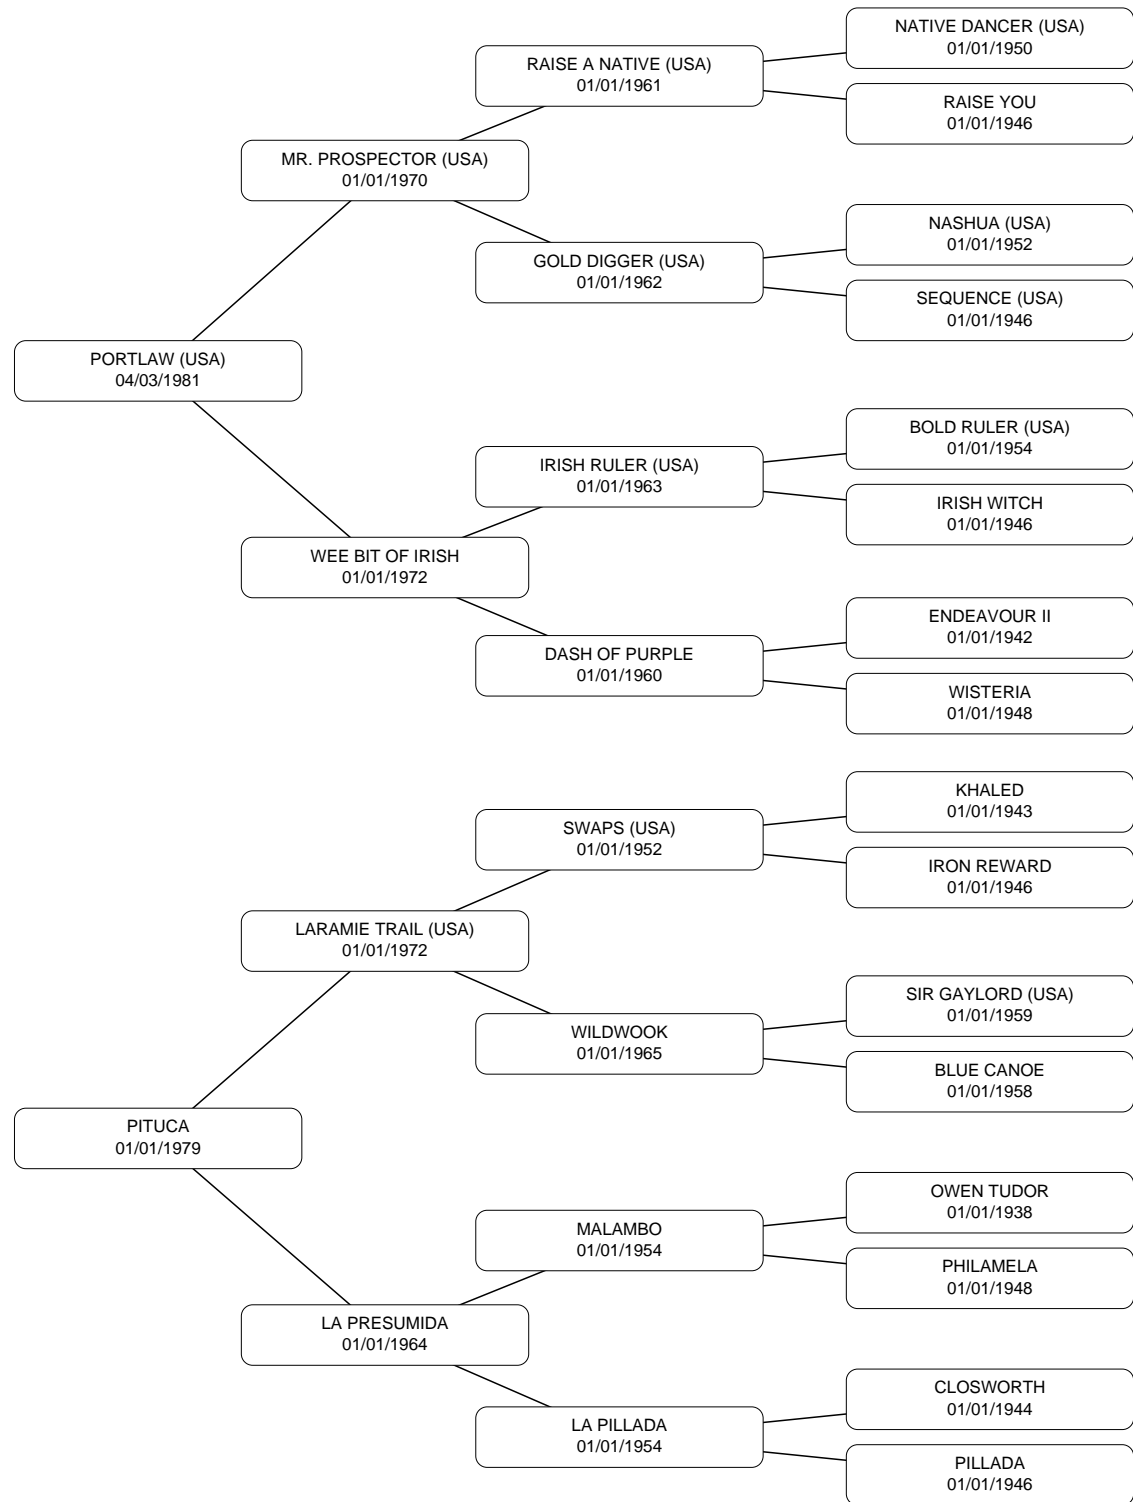 NATIVE DANCER (USA)
01/01/1950
RAISE A NATIVE (USA)
01/01/1961
RAISE YOU
01/01/1946
MR. PROSPECTOR (USA)
01/01/1970
NASHUA (USA)
01/01/1952
GOLD DIGGER (USA)
01/01/1962
SEQUENCE (USA)
01/01/1946
PORTLAW (USA)
04/03/1981
BOLD RULER (USA)
01/01/1954
IRISH RULER (USA)
01/01/1963
IRISH WITCH
01/01/1946
WEE BIT OF IRISH
01/01/1972
ENDEAVOUR II
01/01/1942
DASH OF PURPLE
01/01/1960
WISTERIA
01/01/1948
KHALED
01/01/1943
SWAPS (USA)
01/01/1952
IRON REWARD
01/01/1946
LARAMIE TRAIL (USA)
01/01/1972
SIR GAYLORD (USA)
01/01/1959
WILDWOOK
01/01/1965
BLUE CANOE
01/01/1958
PITUCA
01/01/1979
OWEN TUDOR
01/01/1938
MALAMBO
01/01/1954
PHILAMELA
01/01/1948
LA PRESUMIDA
01/01/1964
CLOSWORTH
01/01/1944
LA PILLADA
01/01/1954
PILLADA
01/01/1946